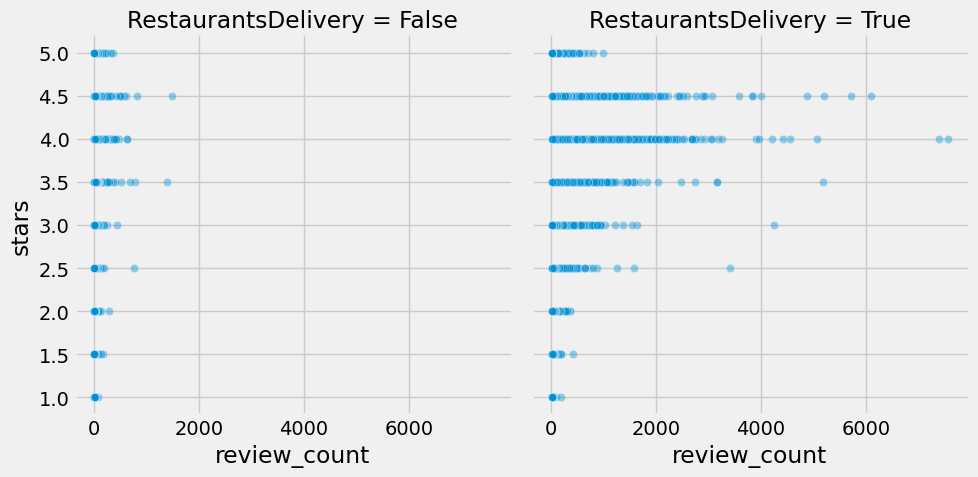 RestaurantsDelivery = False
RestaurantsDelivery = True
stars
5.0
4.5
4.0
3.5
3.0
2.5
2.0
1.5
1.0
0 2000 4000 6000
0 2000 4000 6000
review_count
review_count